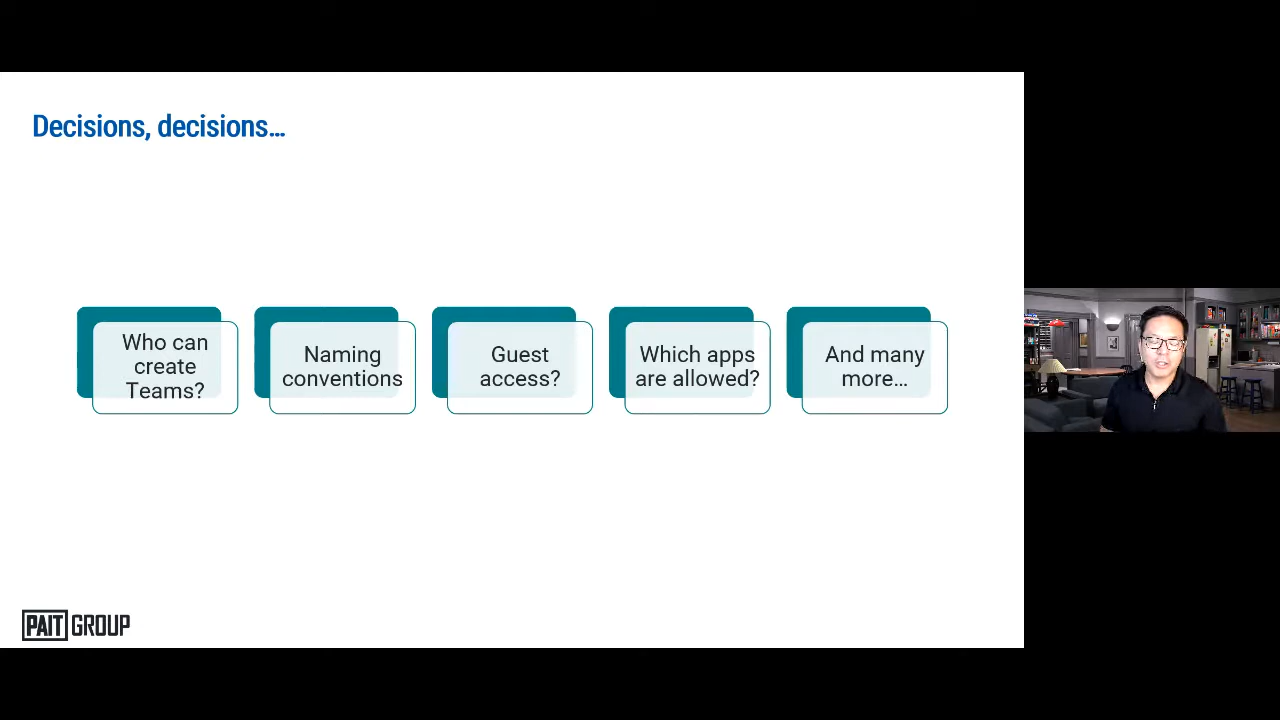 Decisions, decisions...
Who can
create
Teams?
Naming
conventions
Guest
access?
Which apps
are allowed?
And many
more...
PAIT GROUP